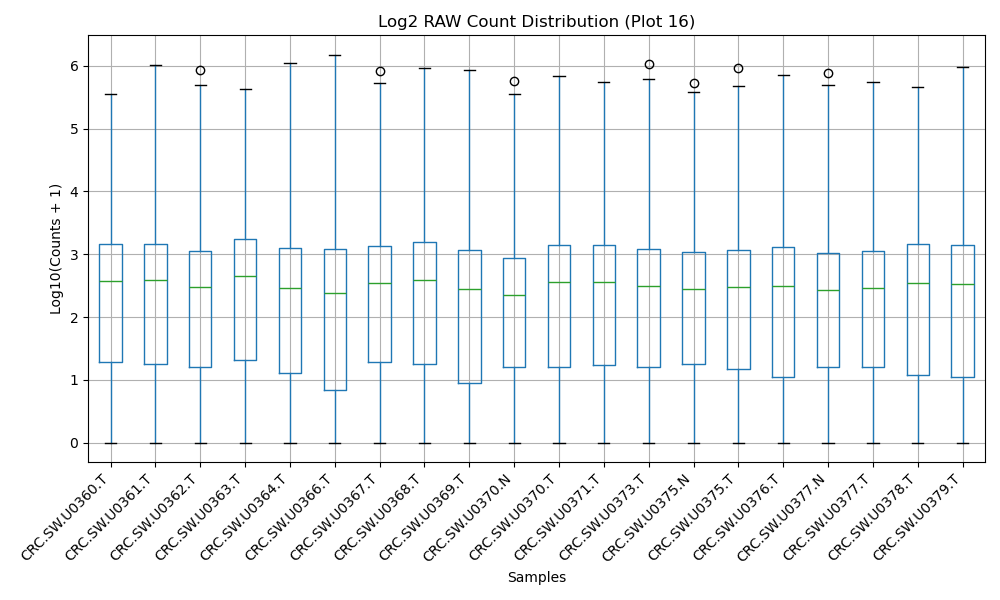 Log2 RAW Count Distribution (Plot 16)
Log10(Counts + 1)
6
5
4
3
2
1
0
CRC.SW.U0360.T
CRC.SW.U0361.T
CRC.SW.U0362.T
CRC.SW.U0363.T
CRC.SW.U0364.T
CRC.SW.U0366.T
CRC.SW.U0367.T
CRC.SW.U0368.T
CRC.SW.U0369.T
CRC.SW.U0370.N
CRC.SW.U0370.T
CRC.SW.U0371.T
CRC.SW.U0373.T
CRC.SW.U0375.N
CRC.SW.U0375.T
CRC.SW.U0376.T
CRC.SW.U0377.N
CRC.SW.U0377.T
CRC.SW.U0378.T
CRC.SW.U0379.T
Samples